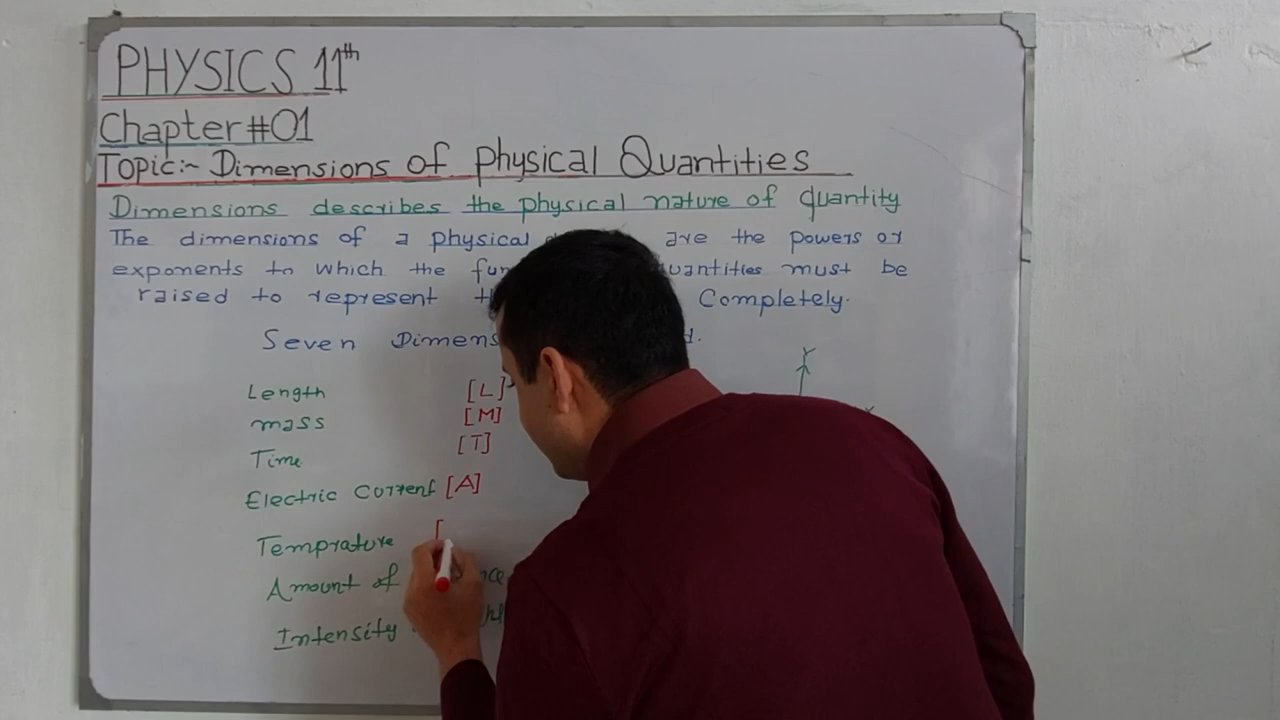 PHYSICS 11th
Chapter#01
Topic:- Dimensions of Physical Quantities
Dimensions describes the physical nature of quantity
The dimensions of a physical are the powers or
exponents to which the must be
raised to represent Completely.
Seven
Length [L]
mass [M]
Time [T]
Electric Current [A]
Temprature [
Amount of
Intensity
Y